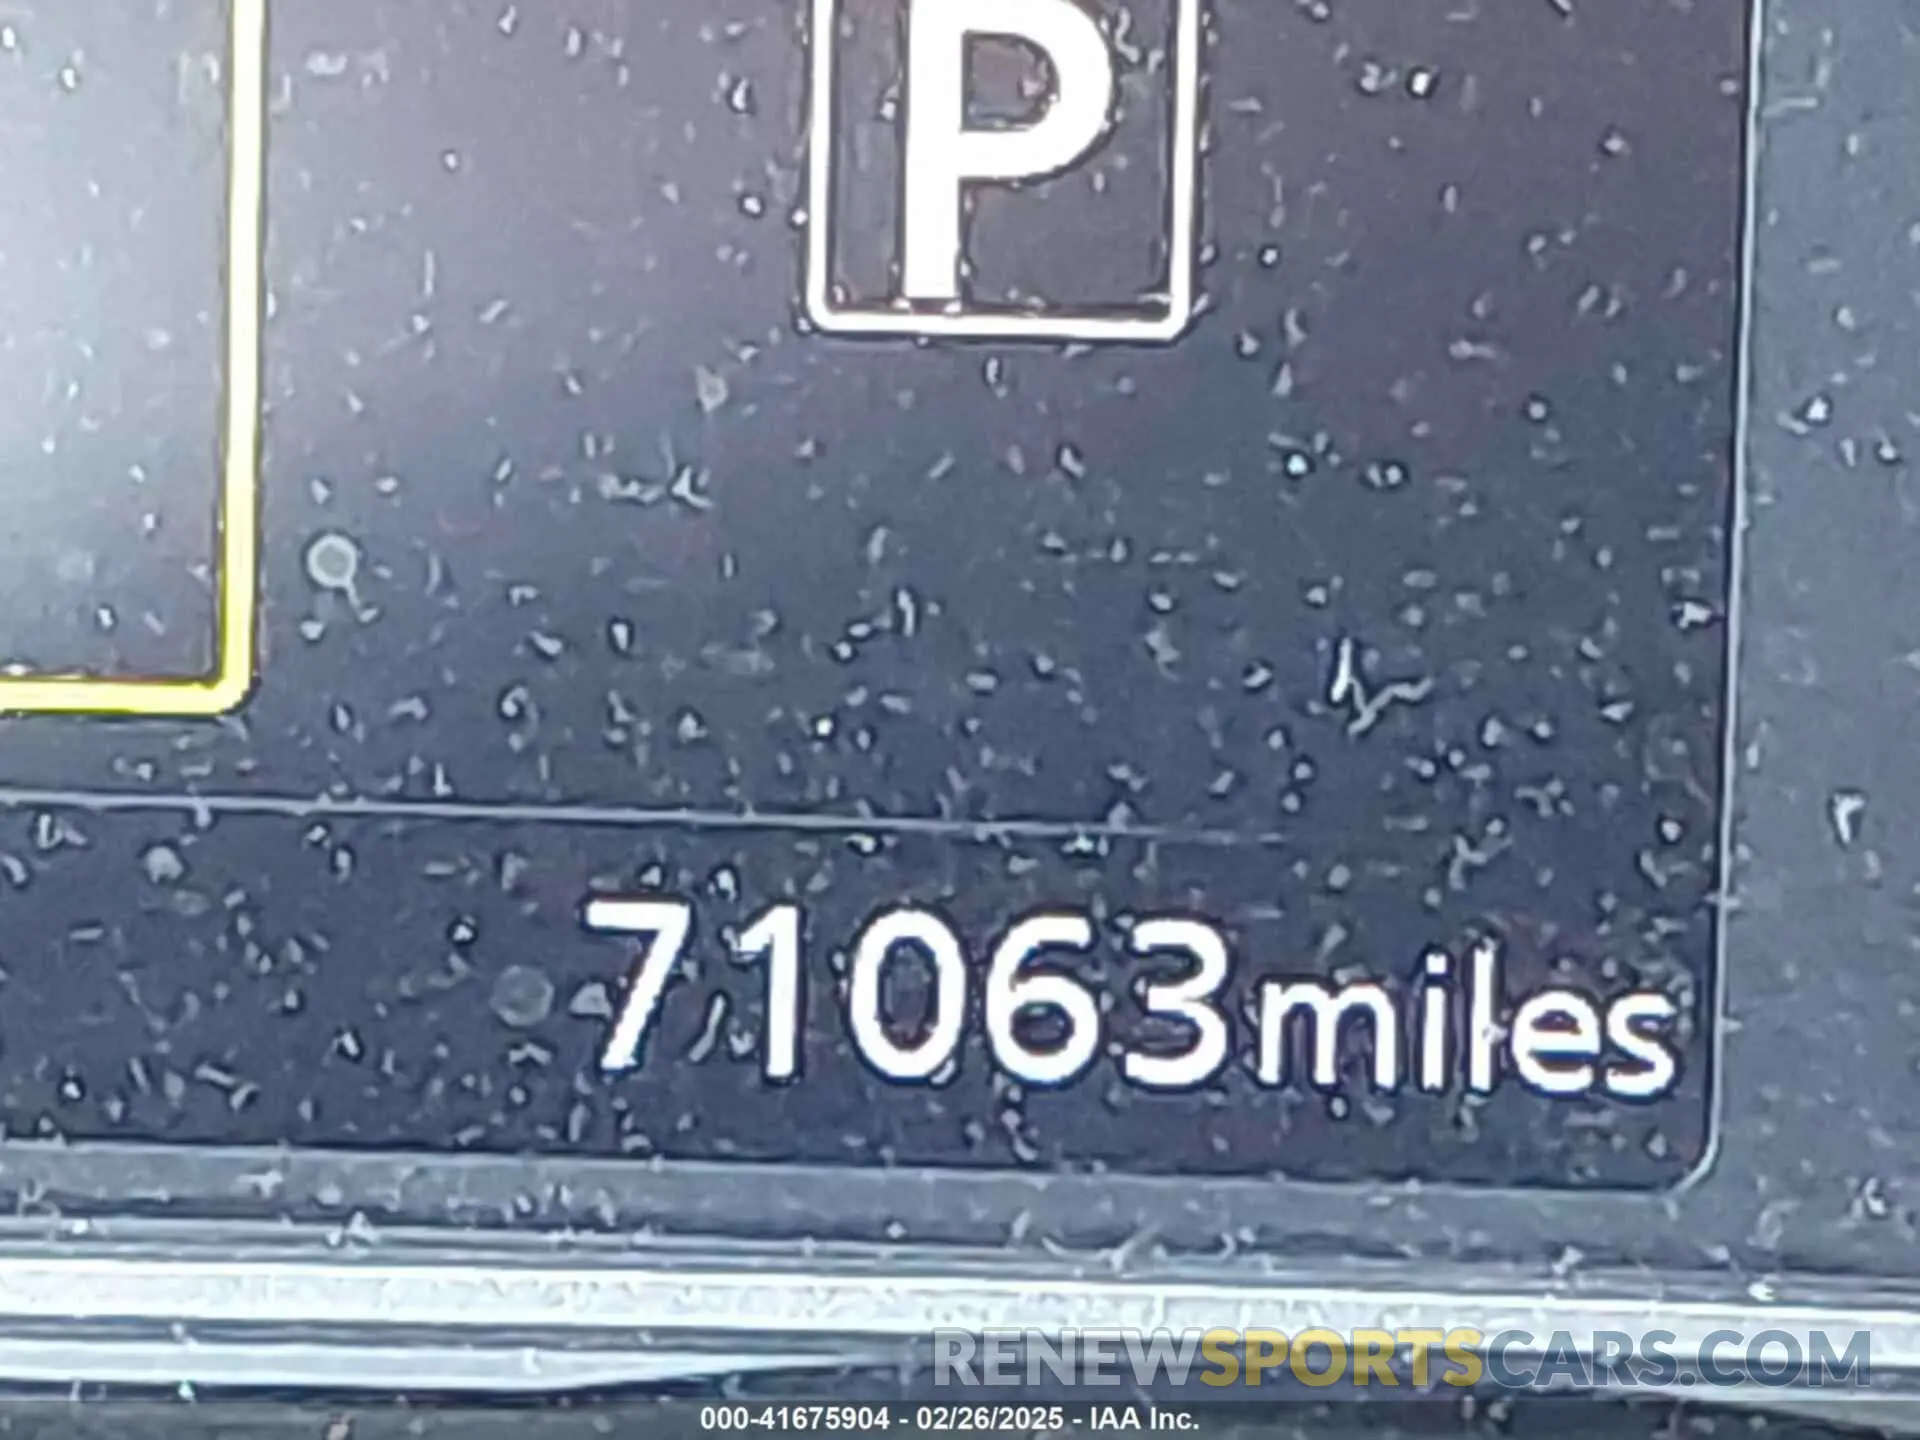 P
71063miles
RENEWSPORTSCARS.COM
000-41675904 - 02/26/2025 - IAA Inc.